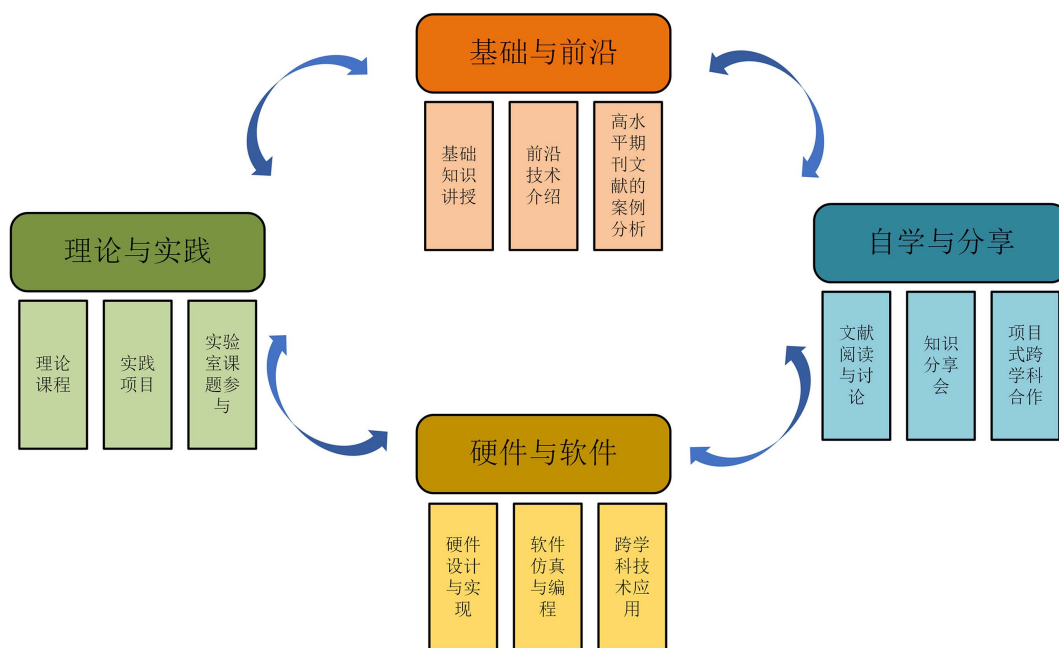 基础与前沿
基础
知识
讲授
前沿
技术
介绍
高水
平期
刊文
献的
案例
分析
理论与实践
理论
课程
实践
项目
实验
室课
题参
与
自学与分享
文献
阅读
与讨
论
知识
分享
会
项目
式跨
学科
合作
硬件与软件
硬件
设计
与实
现
软件
仿真
与编
程
跨学
科技
术应
用